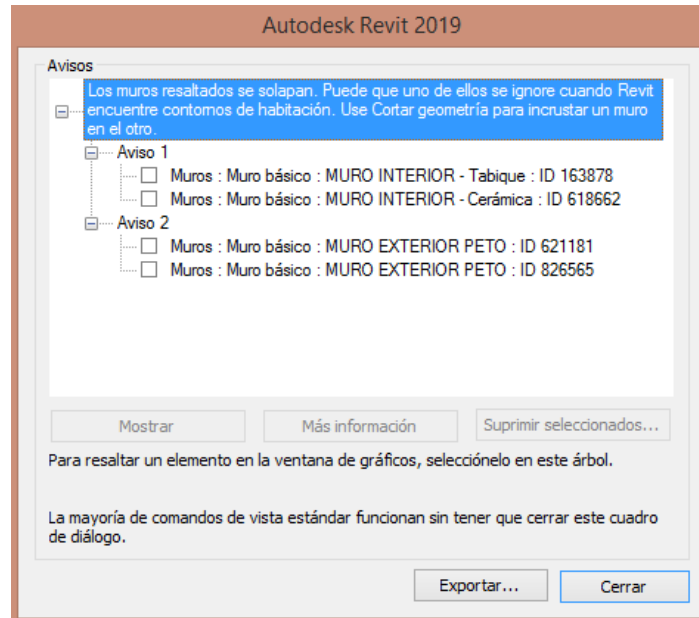 Autodesk Revit 2019
Avisos
Los muros resaltados se solapan. Puede que uno de ellos se ignore cuando Revit
encuentre contornos de habitación. Use Cortar geometría para incrustar un muro
en el otro.
Aviso 1
Muros : Muro básico : MURO INTERIOR - Tabique : ID 163878
Muros : Muro básico : MURO INTERIOR - Cerámica : ID 618662
Aviso 2
Muros : Muro básico : MURO EXTERIOR PETO : ID 621181
Muros : Muro básico : MURO EXTERIOR PETO : ID 826565
Mostrar
Más información
Suprimir seleccionados...
Para resaltar un elemento en la ventana de gráficos, selecciónelo en este árbol.
La mayoría de comandos de vista estándar funcionan sin tener que cerrar este cuadro
de diálogo.
Exportar...
Cerrar